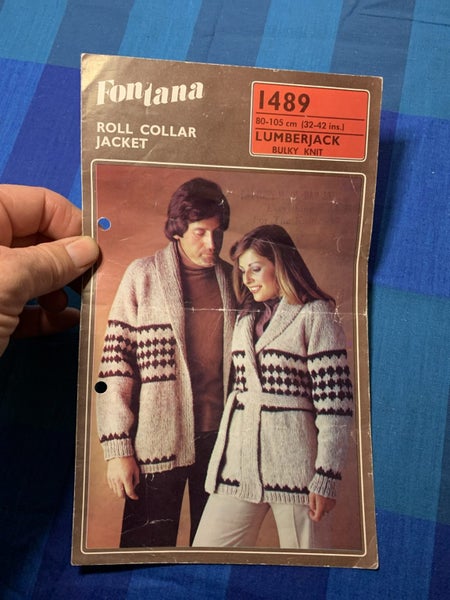 Fontana
ROLL COLLAR
JACKET
1489
80-105 cm (32-42 ins.)
LUMBERJACK
BULKY KNIT